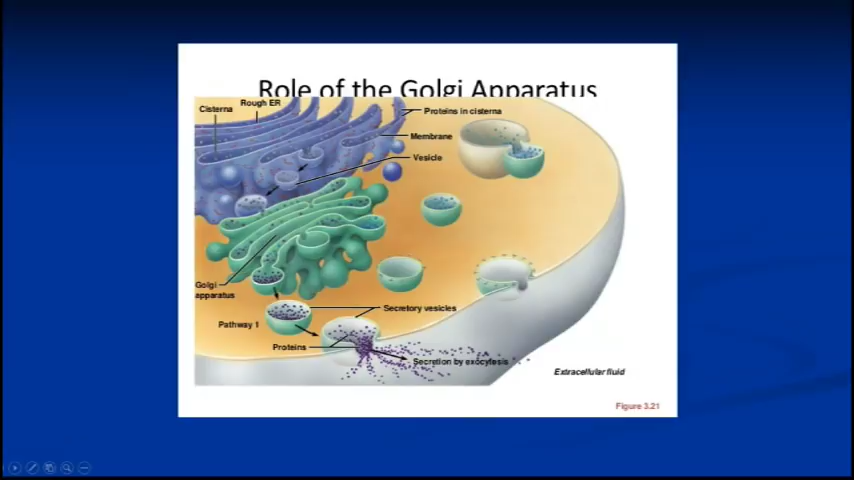 Role of the Golgi Apparatus
Cisterna
Rough ER
Proteins in cisterna
Membrane
Vesicle
Golgi
apparatus
Secretory vesicles
Pathway 1
Proteins
Secretion by exocytosis
Extracellular fluid
Figure 3.21